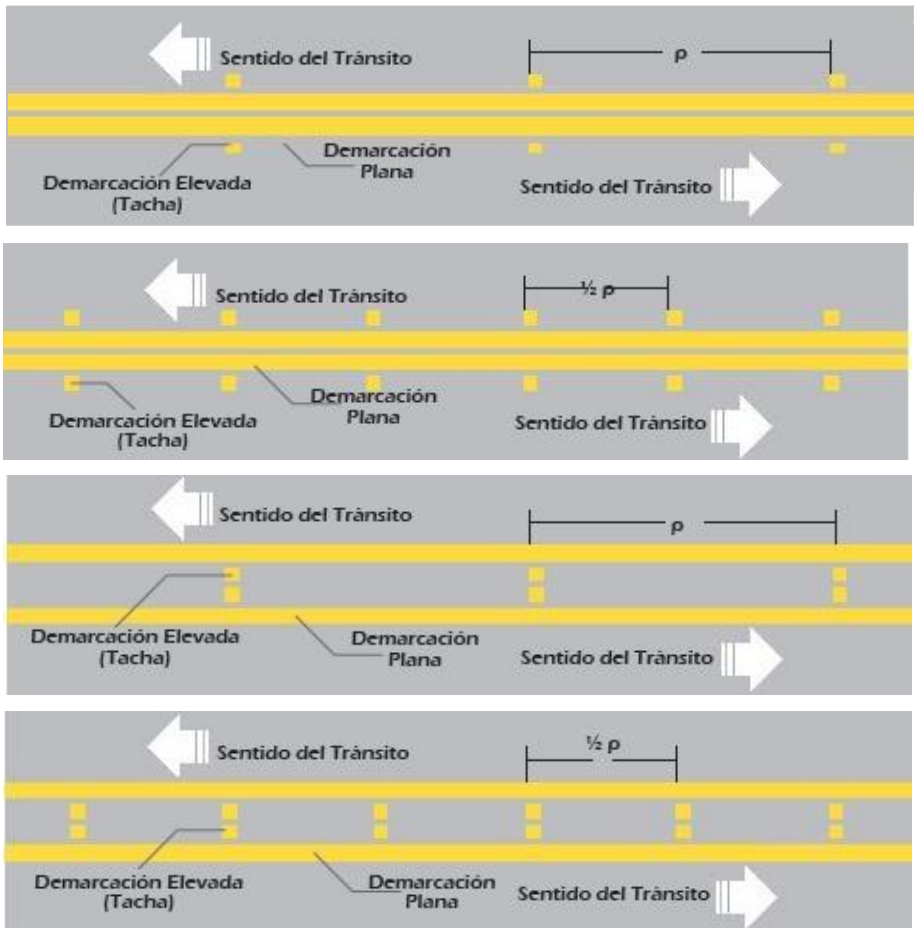 Sentido del Tránsito
ρ
Demarcación Elevada
(Tacha)
Demarcación
Plana
Sentido del Tránsito
Sentido del Tránsito
½ ρ
Demarcación Elevada
(Tacha)
Demarcación
Plana
Sentido del Tránsito
Sentido del Tránsito
ρ
Demarcación Elevada
(Tacha)
Demarcación
Plana
Sentido del Tránsito
Sentido del Tránsito
½ ρ
Demarcación Elevada
(Tacha)
Demarcación
Plana
Sentido del Tránsito